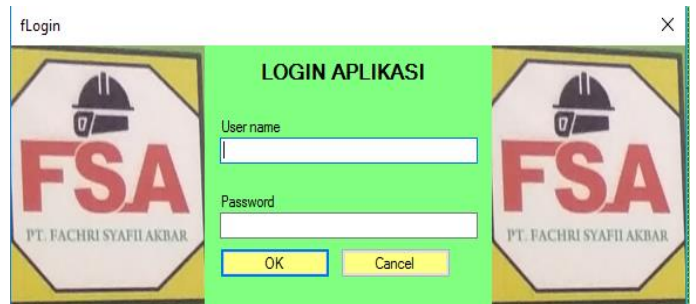 fLogin
LOGIN APLIKASI
User name
Password
OK
Cancel
FSA
PT. FACHRI SYAFII AKBAR
FSA
PT. FACHRI SYAFII AKBAR